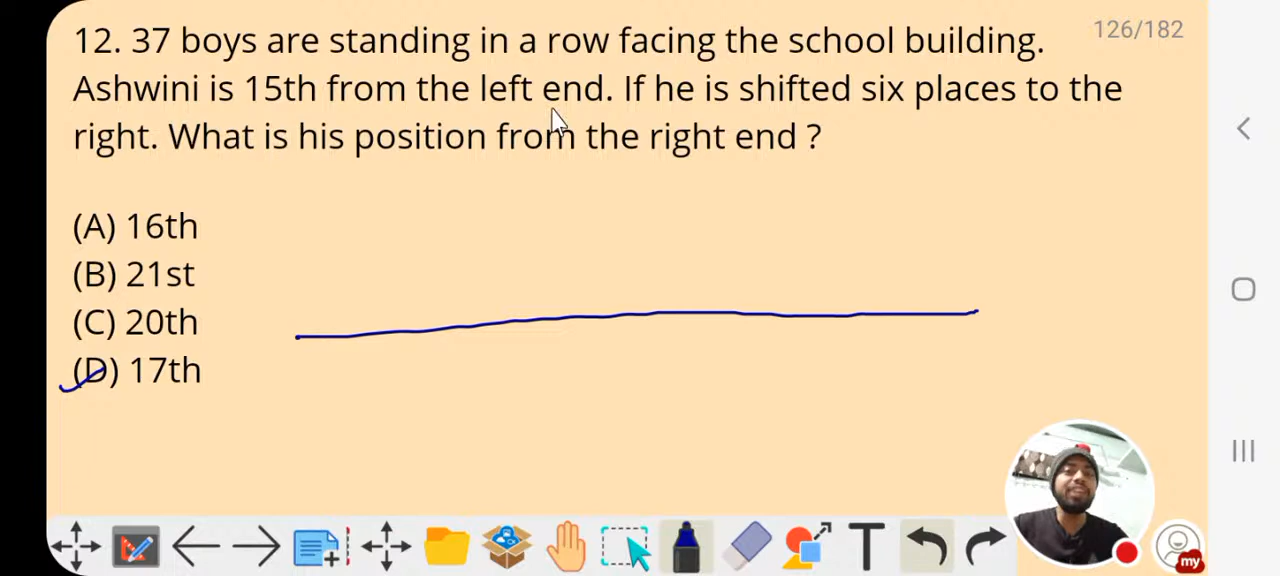 126/182
12. 37 boys are standing in a row facing the school building.
Ashwini is 15th from the left end. If he is shifted six places to the
right. What is his position from the right end ?
(A) 16th
(B) 21st
(C) 20th
(D) 17th
T
my